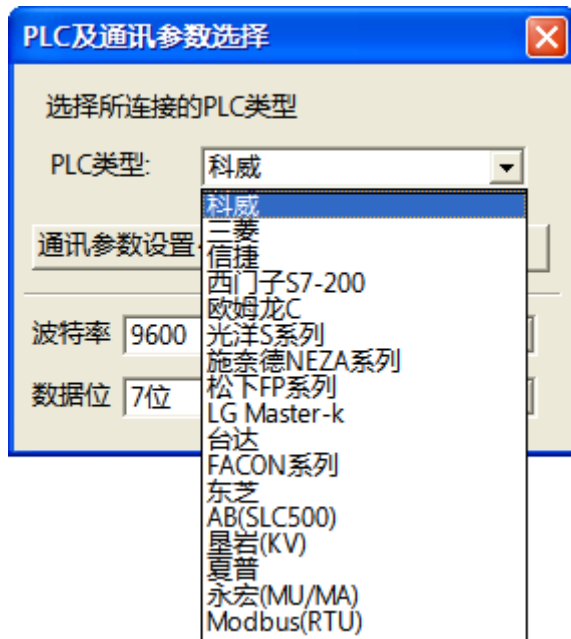 PLC及通讯参数选择
选择所连接的PLC类型
PLC类型:
科威
科威
三菱
信捷
西门子S7-200
欧姆龙C
光洋S系列
施奈德NEZA系列
松下FP系列
LG Master-k
台达
FACON系列
东芝
AB(SLC500)
垦岩(KV)
夏普
永宏(MU/MA)
Modbus(RTU)
通讯参数设置
波特率 9600
数据位 7位